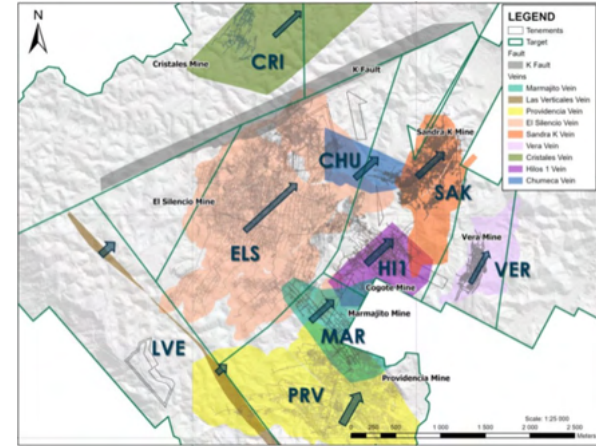 N
LEGEND
Tenements
Target
Fault
K Fault
Veins
Marmajito Vein
Las Verticales Vein
Providencia Vein
El Silencio Vein
Sandra K Vein
Vera Vein
Cristales Vein
Hilos 1 Vein
Chumeca Vein
Cristales Mine
CRI
K Fault
Sandra K Mine
CHU
SAK
El Silencio Mine
ELS
Vera Mine
HI1
VER
Cogote Mine
Marmajito Mine
MAR
LVE
Providencia Mine
PRV
Scale: 1:25 000
0 250 500 1 000 1 500 2 000 2 500
Meters